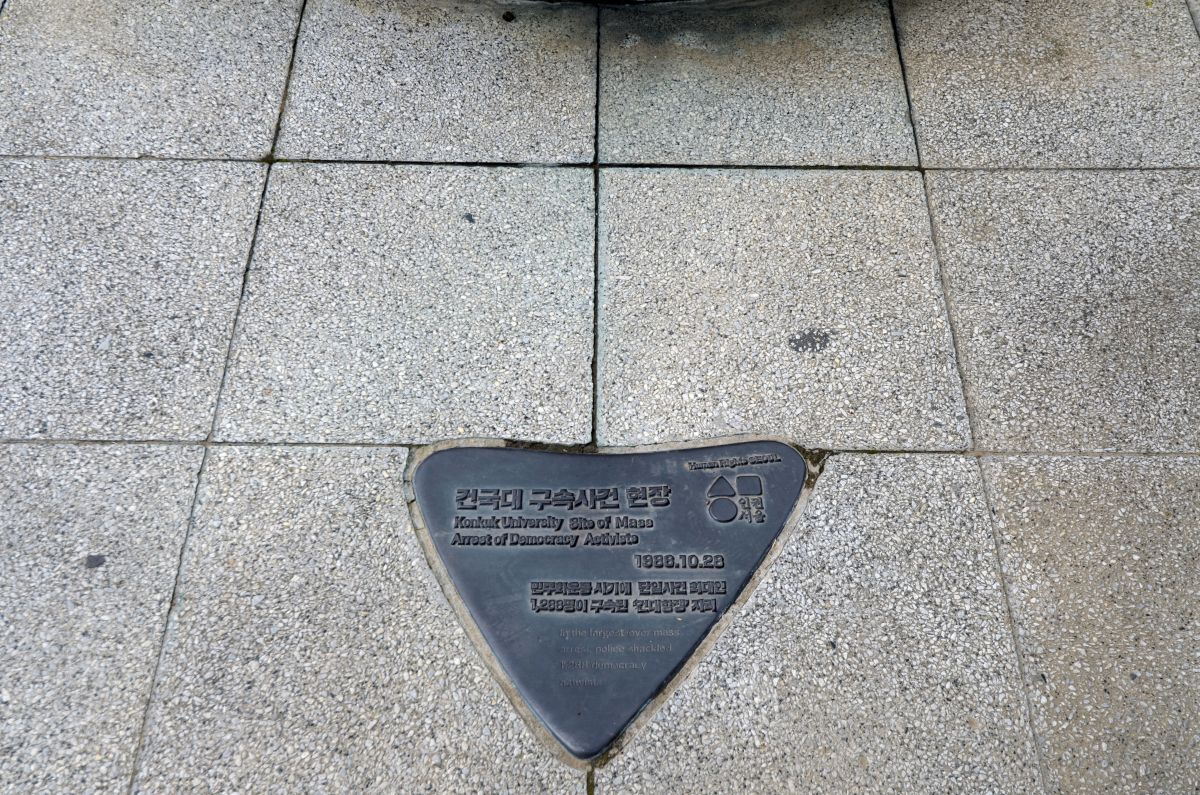 Human Rights SEOUL
인권
서울
건국대 구속사건 현장
Konkuk University Site of Mass
Arrest of Democracy Activists
1986.10.28
민주화운동 시기에 단일사건 최대인
1,288명이 구속된 '건대항쟁' 자리
In the largest-ever mass
arrest, police shackled
1,288 democracy
activists.